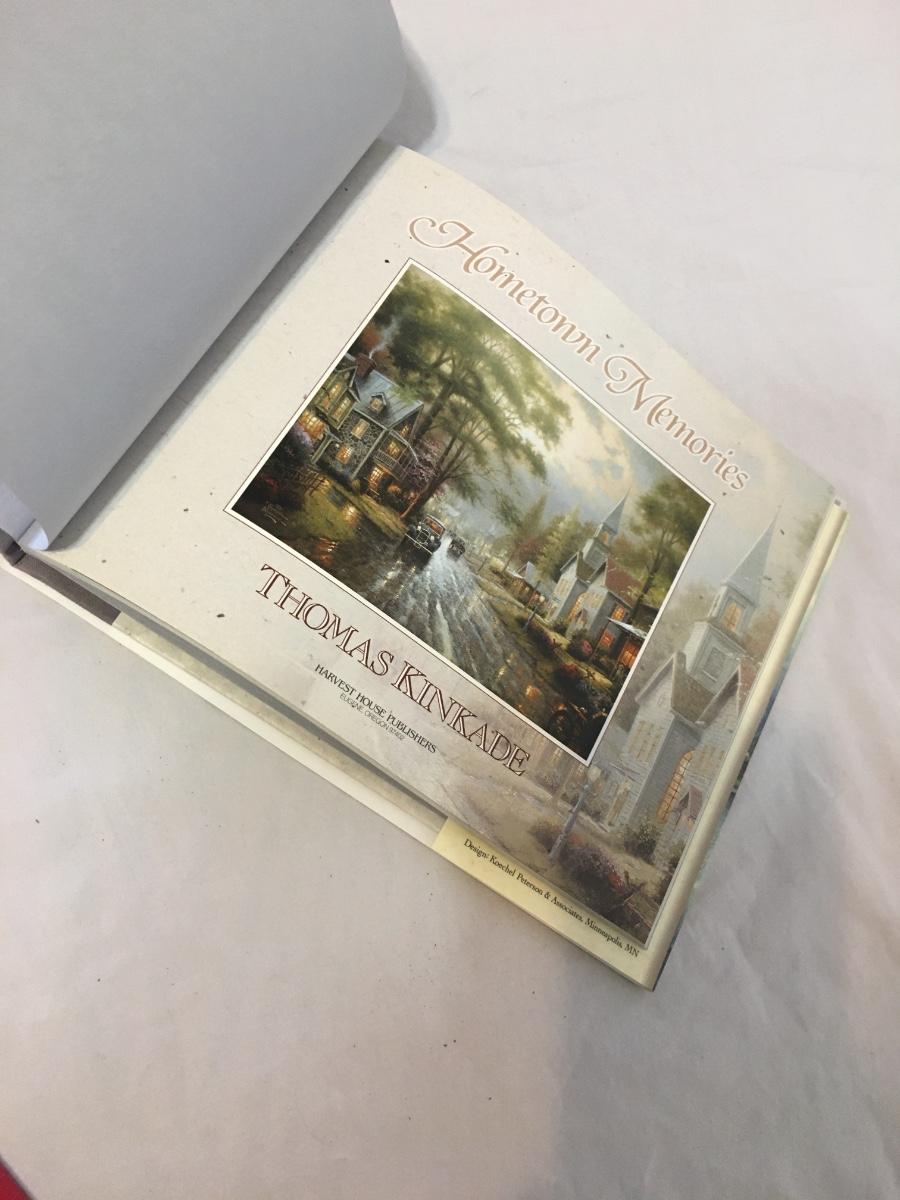 Hometown Memories
THOMAS KINKADE
HARVEST HOUSE PUBLISHERS
EUGENE, OREGON 97402
Design: Koechel Peterson & Associates, Minneapolis, MN